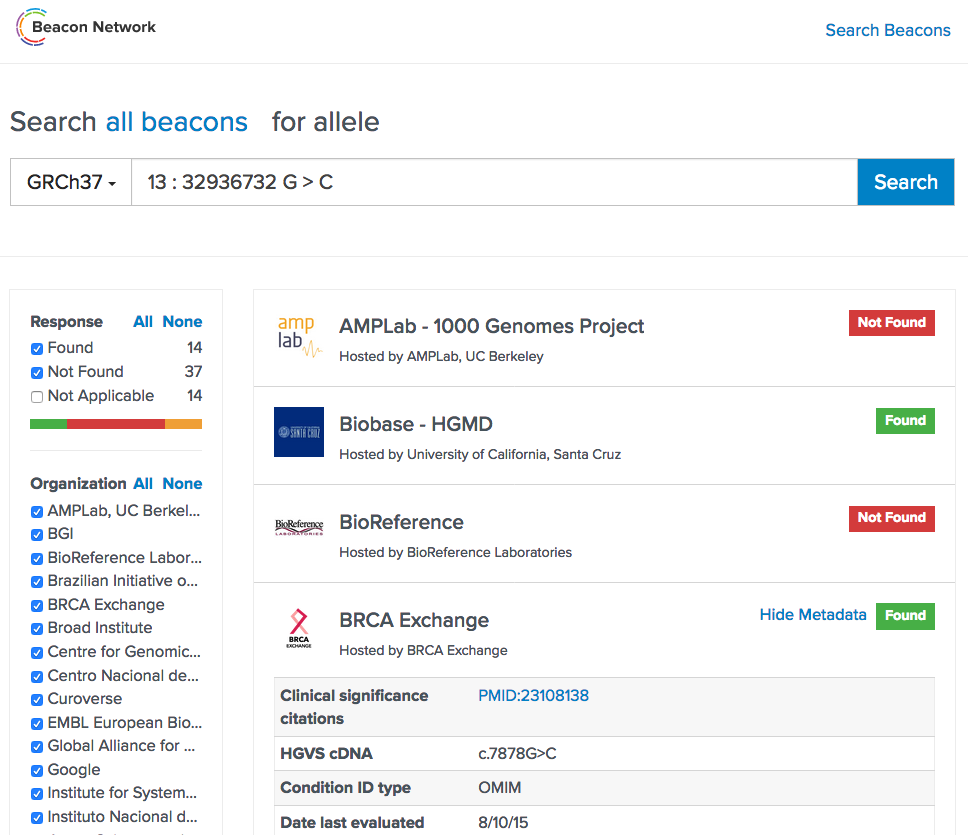 Beacon Network
Search Beacons
Search all beacons for allele
GRCh37
13 : 32936732 G > C
Search
Response All None
Found 14
Not Found 37
Not Applicable 14
Organization All None
AMPLab, UC Berkel...
BGI
BioReference Labor...
Brazilian Initiative o...
BRCA Exchange
Broad Institute
Centre for Genomic...
Centro Nacional de...
Curoverse
EMBL European Bio...
Global Alliance for ...
Google
Institute for System...
Instituto Nacional d...
amp
lab
AMPLab - 1000 Genomes Project
Not Found
Hosted by AMPLab, UC Berkeley
SANTA CRUZ
Biobase - HGMD
Found
Hosted by University of California, Santa Cruz
BioReference
LABORATORIES
BioReference
Not Found
Hosted by BioReference Laboratories
BRCA
EXCHANGE
BRCA Exchange
Hide Metadata
Found
Hosted by BRCA Exchange
Clinical significance
citations
PMID:23108138
HGVS cDNA c.7878G>C
Condition ID type OMIM
Date last evaluated 8/10/15